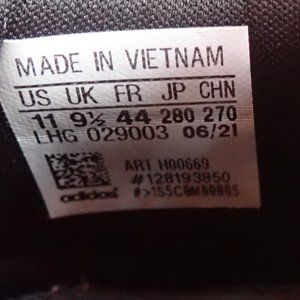 MADE IN VIETNAM
US UK FR JP CHN
11 9½ 44 280 270
LHG 029003 06/21
ART H00669
#128193850
adidas